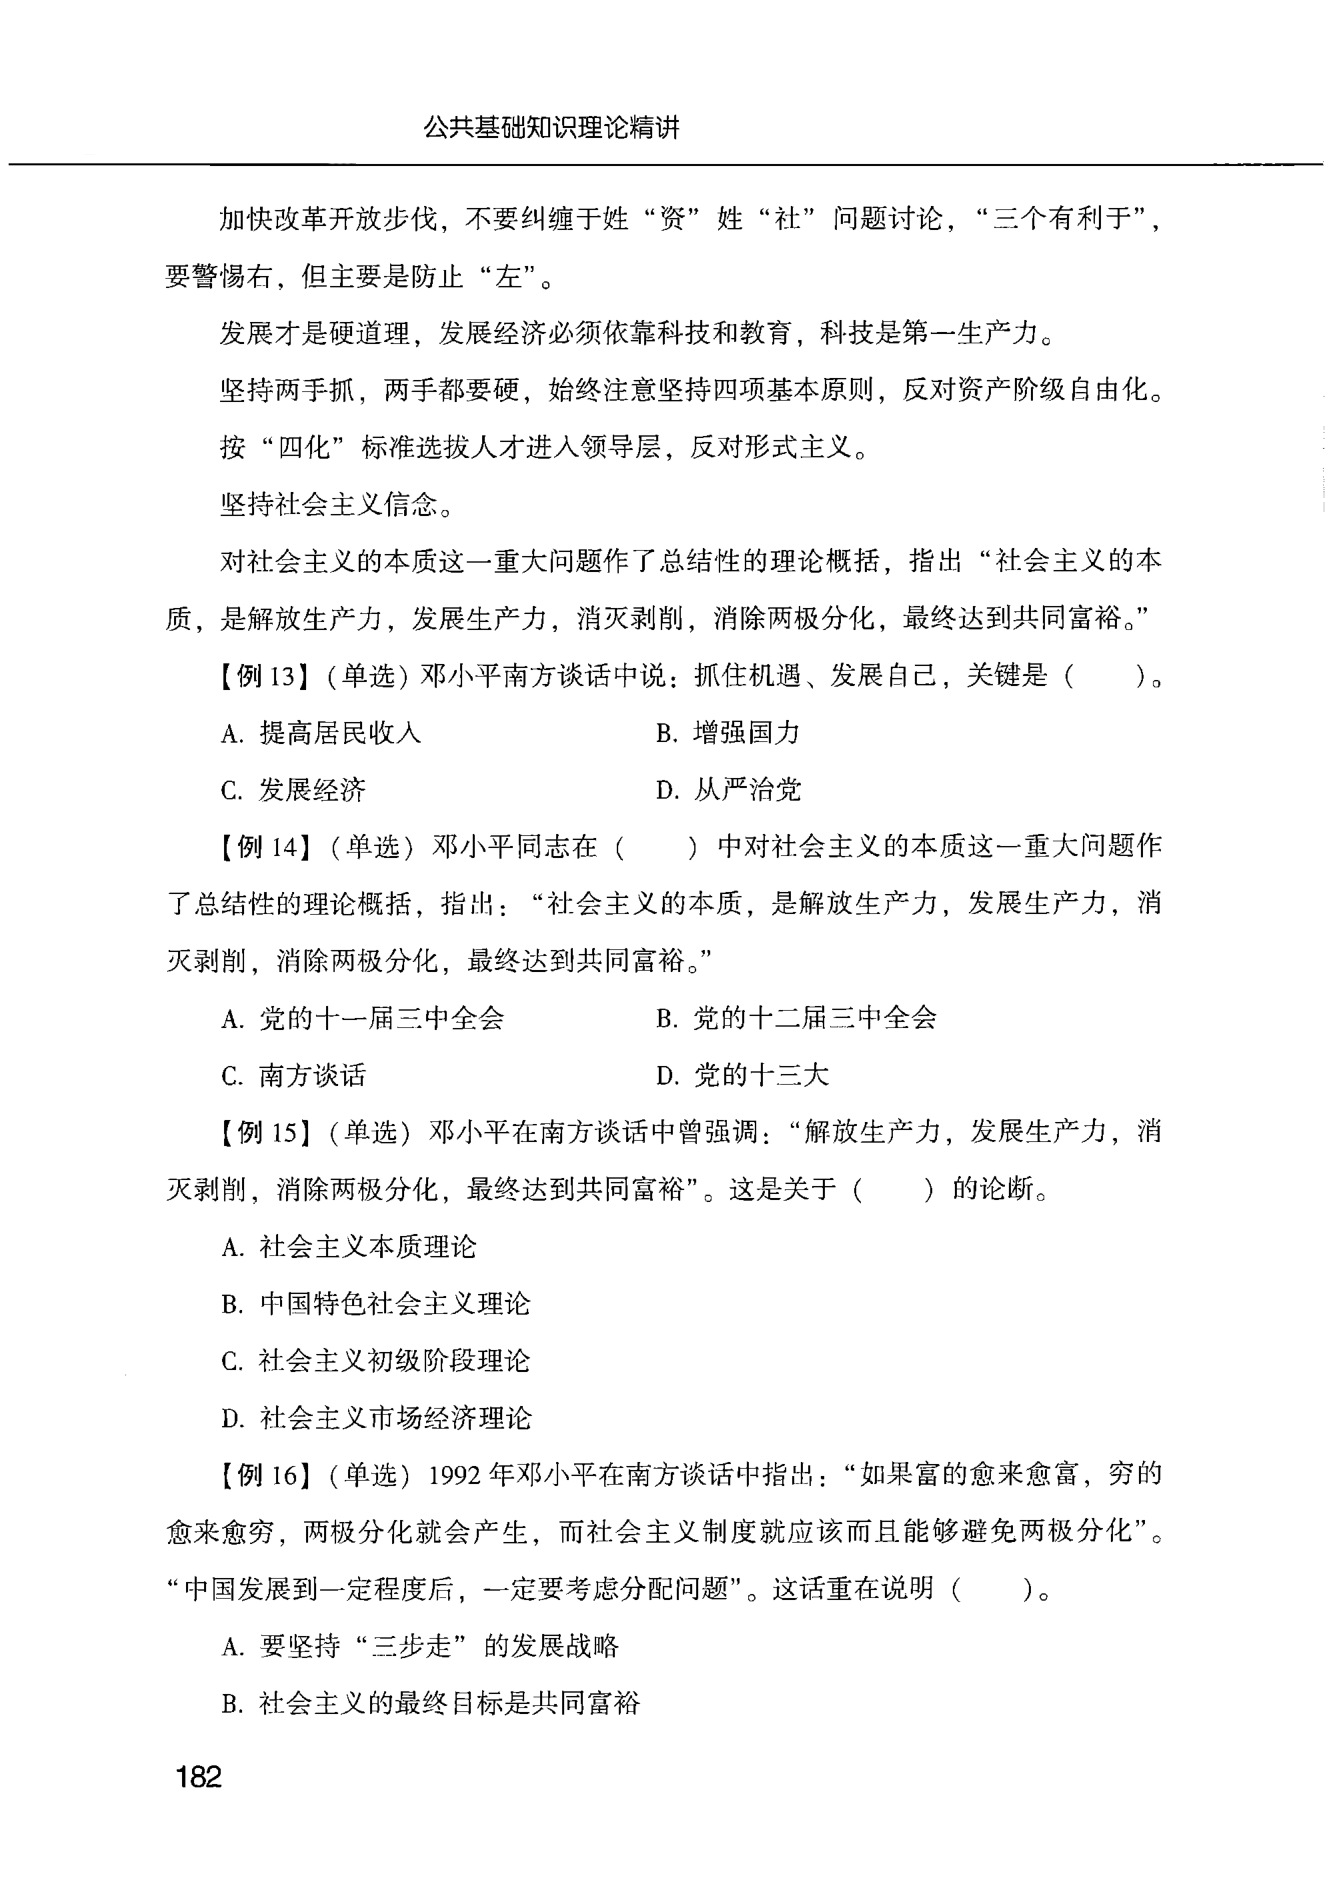 公共基础知识理论精讲
加快改革开放步伐，不要纠缠于姓“资”姓“社”问题讨论，“三个有利于”，
要警惕右，但主要是防止“左”。
发展才是硬道理，发展经济必须依靠科技和教育，科技是第一生产力。
坚持两手抓，两手都要硬，始终注意坚持四项基本原则，反对资产阶级自由化。
按“四化”标准选拔人才进入领导层，反对形式主义。
坚持社会主义信念。
对社会主义的本质这一重大问题作了总结性的理论概括，指出“社会主义的本
质，是解放生产力，发展生产力，消灭剥削，消除两极分化，最终达到共同富裕。”
【例 13】(单选) 邓小平南方谈话中说：抓住机遇、发展自己，关键是（　　）。
A. 提高居民收入 B. 增强国力
C. 发展经济 D. 从严治党
【例 14】(单选) 邓小平同志在（　　）中对社会主义的本质这一重大问题作
了总结性的理论概括，指出：“社会主义的本质，是解放生产力，发展生产力，消
灭剥削，消除两极分化，最终达到共同富裕。”
A. 党的十一届三中全会 B. 党的十二届三中全会
C. 南方谈话 D. 党的十三大
【例 15】(单选) 邓小平在南方谈话中曾强调：“解放生产力，发展生产力，消
灭剥削，消除两极分化，最终达到共同富裕”。这是关于（　　）的论断。
A. 社会主义本质理论
B. 中国特色社会主义理论
C. 社会主义初级阶段理论
D. 社会主义市场经济理论
【例 16】(单选) 1992 年邓小平在南方谈话中指出：“如果富的愈来愈富，穷的
愈来愈穷，两极分化就会产生，而社会主义制度就应该而且能够避免两极分化”。
“中国发展到一定程度后，一定要考虑分配问题”。这话重在说明（　　）。
A. 要坚持“三步走”的发展战略
B. 社会主义的最终目标是共同富裕
182